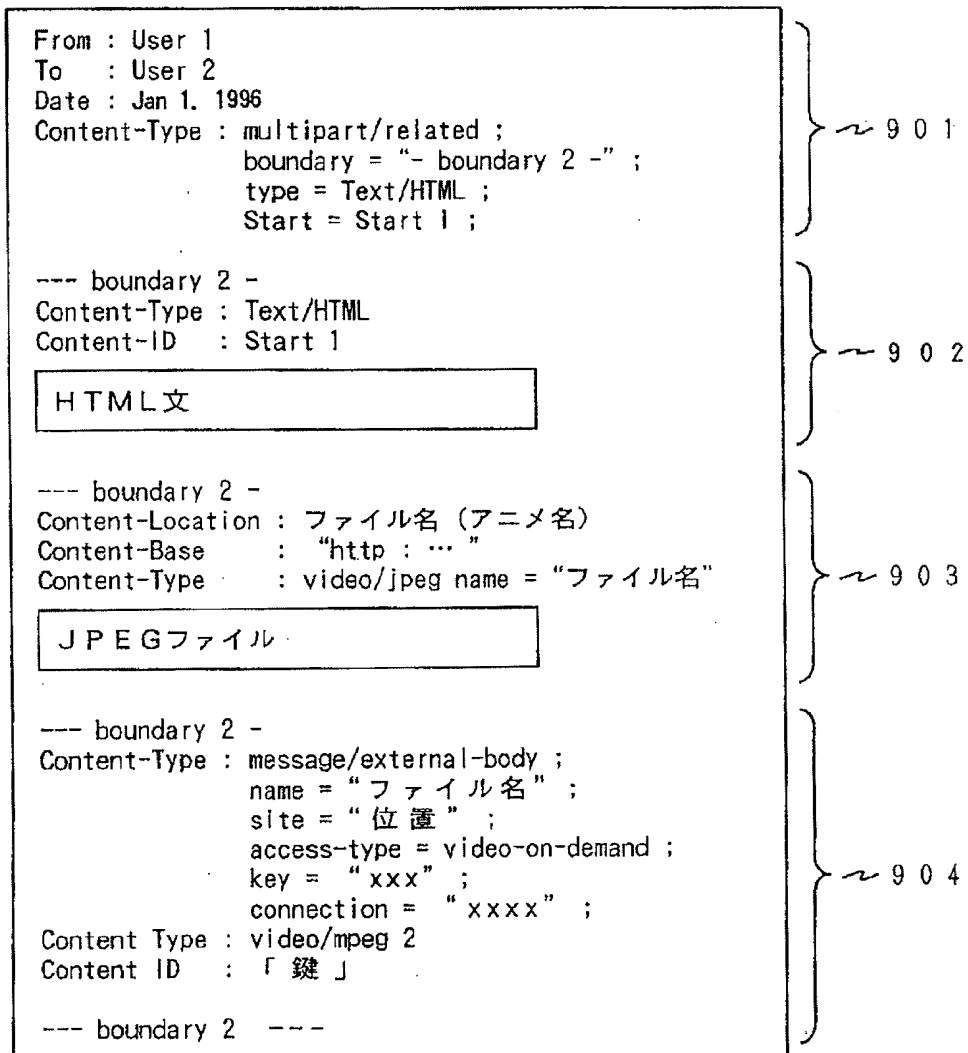 From : User 1
To : User 2
Date : Jan 1. 1996
Content-Type : multipart/related ;
boundary = “- boundary 2 -” ;
type = Text/HTML ;
Start = Start 1 ;
901
--- boundary 2 -
Content-Type : Text/HTML
Content-ID : Start 1
HTML文
902
--- boundary 2 -
Content-Location : ファイル名（アニメ名）
Content-Base : “http : … ”
Content-Type : video/jpeg name = “ファイル名”
JPEGファイル
903
--- boundary 2 -
Content-Type : message/external-body ;
name = “ファイル名” ;
site = “位置” ;
access-type = video-on-demand ;
key = “xxx” ;
connection = “xxxx” ;
Content Type : video/mpeg 2
Content ID : 「鍵」
904
--- boundary 2 ---